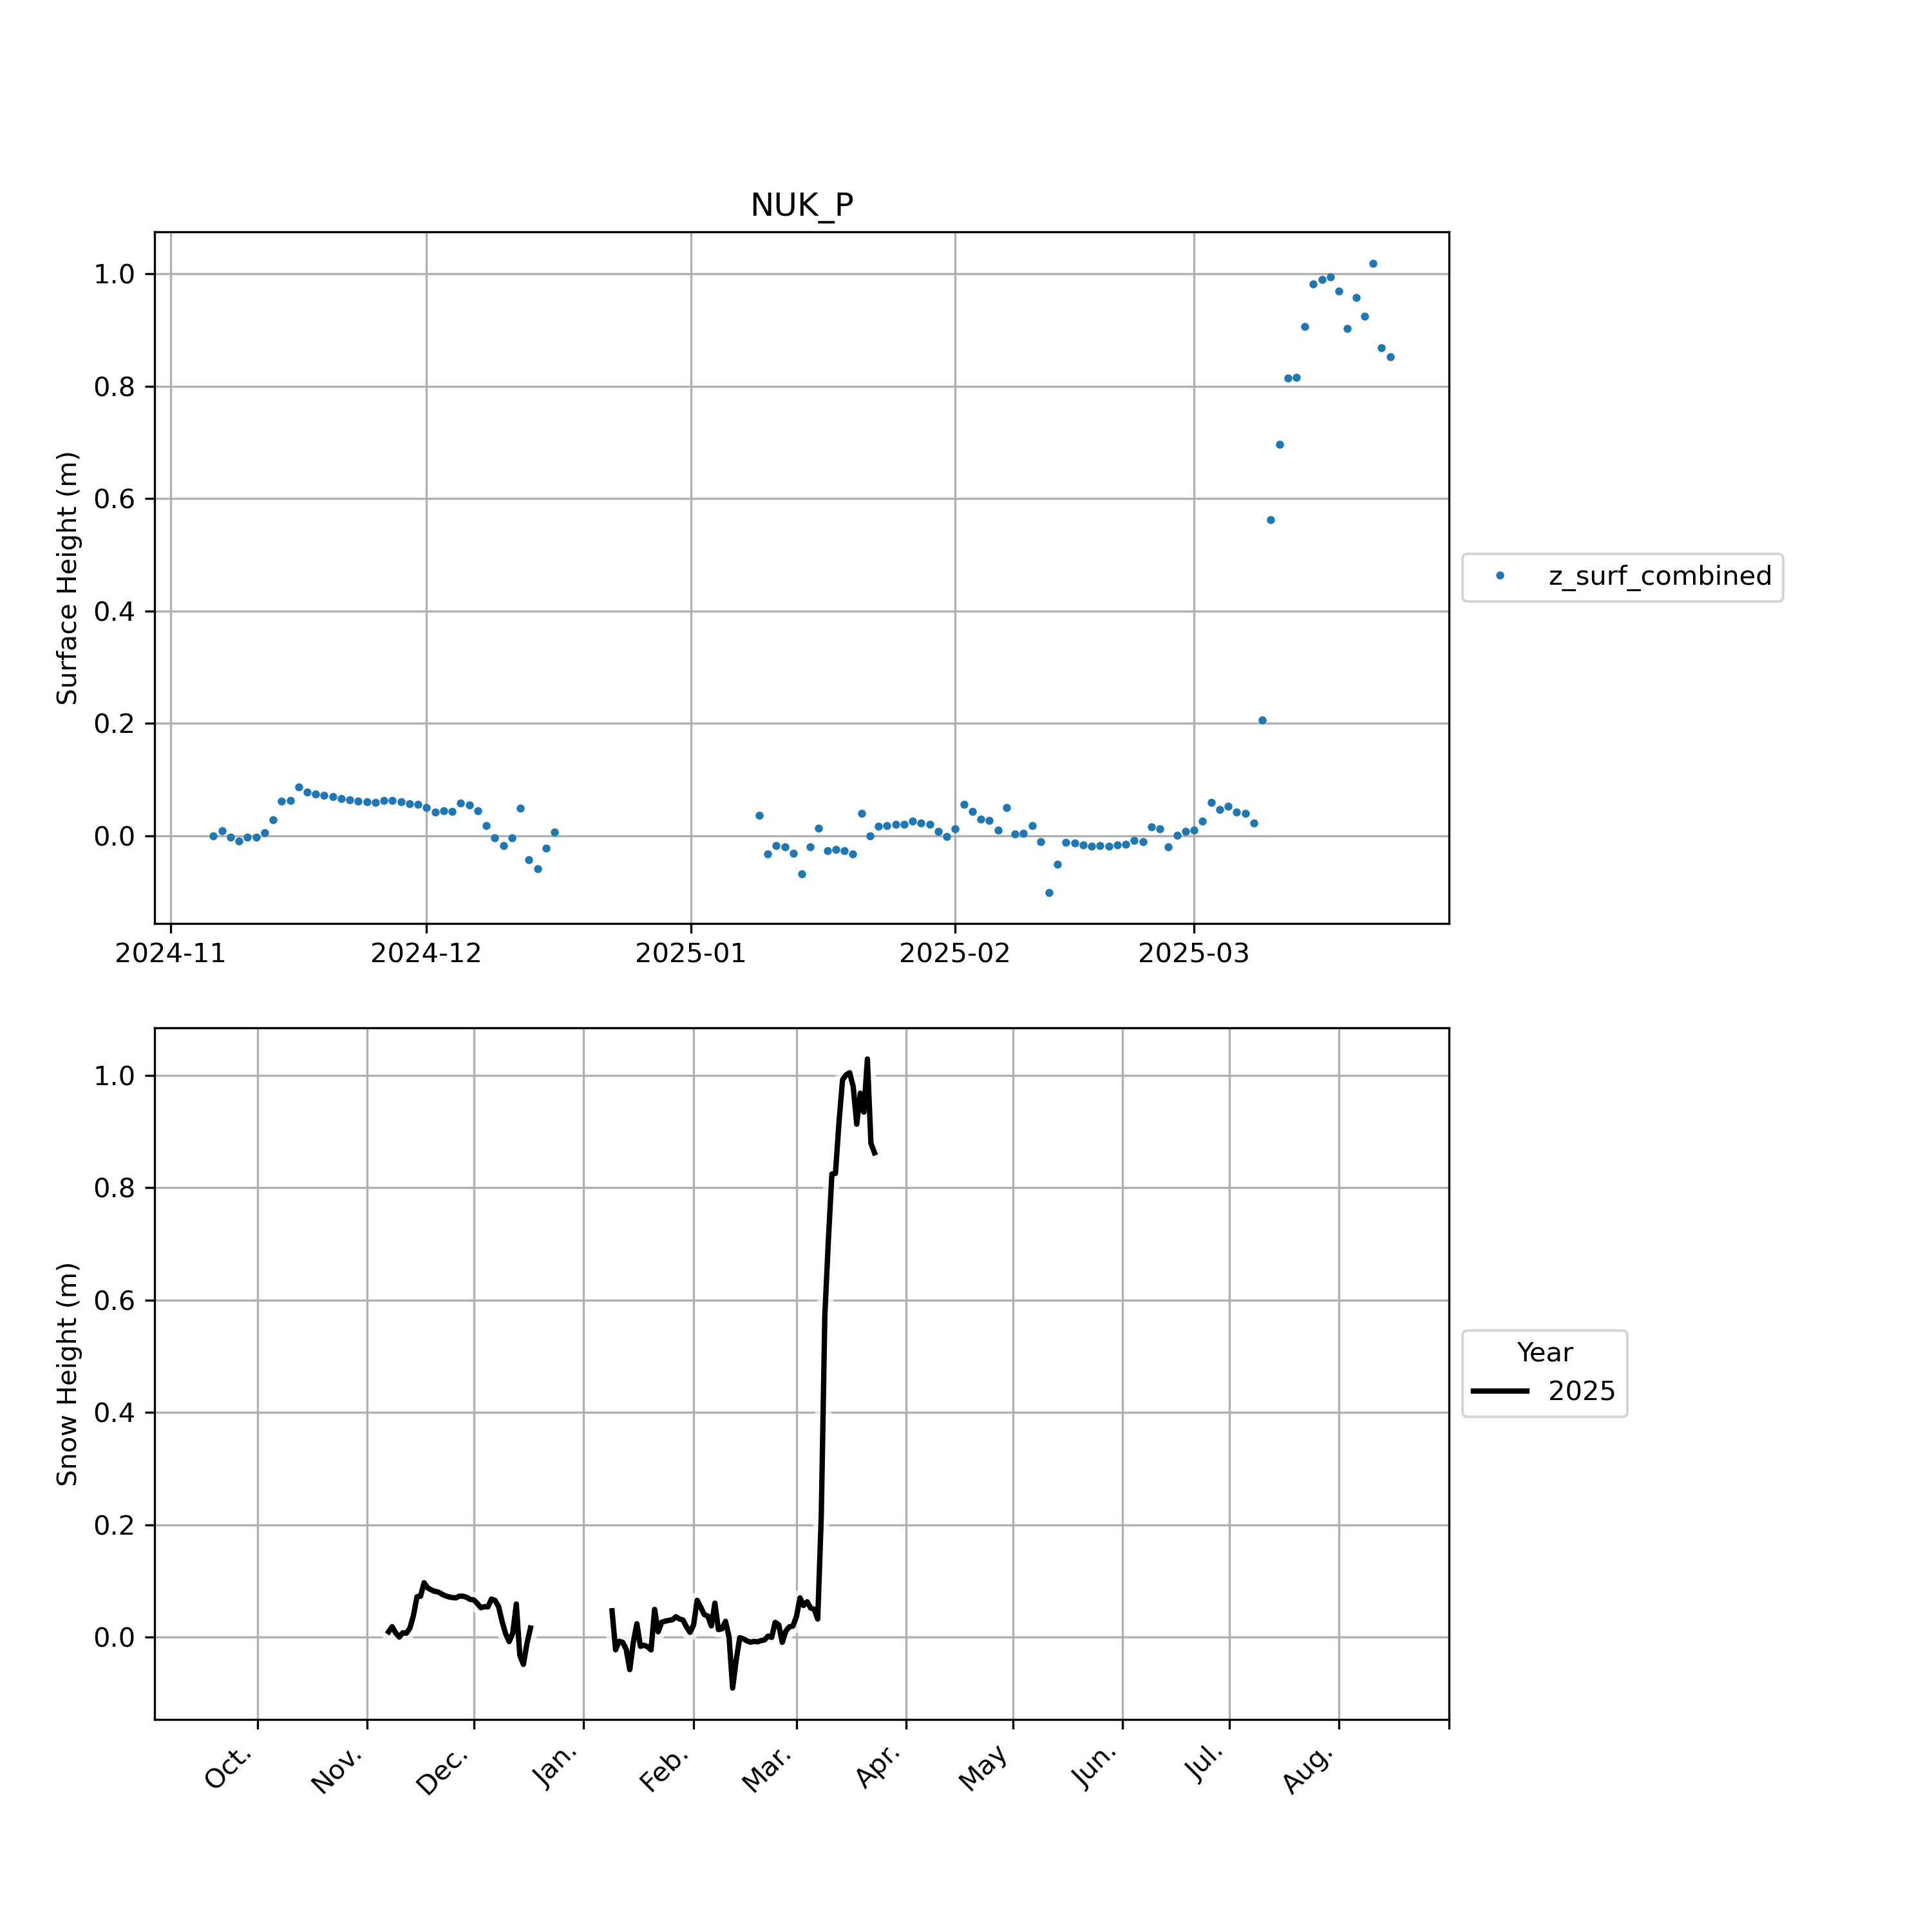 NUK_P
1.0
0.8
0.6
0.4
0.2
0.0
Surface Height (m)
2024-11 2024-12 2025-01 2025-02 2025-03
z_surf_combined
1.0
0.8
0.6
0.4
0.2
0.0
Snow Height (m)
Oct. Nov. Dec. Jan. Feb. Mar. Apr. May Jun. Jul. Aug.
Year
2025